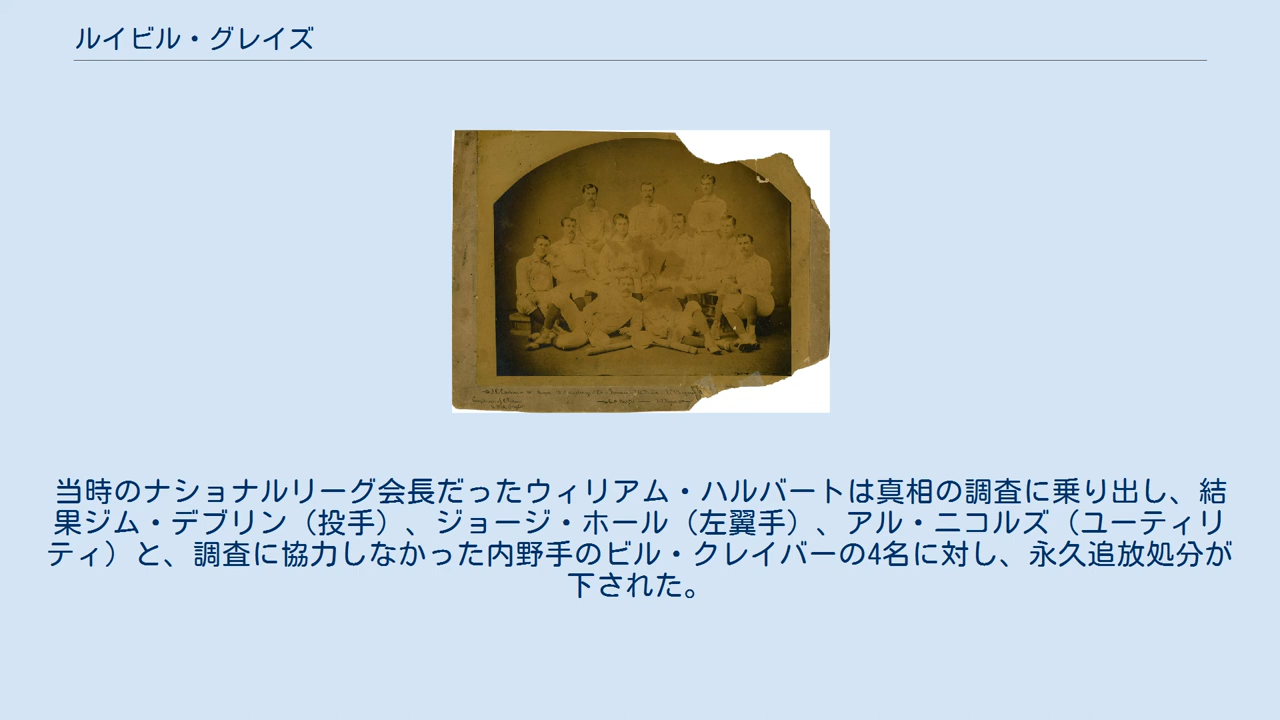 ルイビル・グレイズ
当時のナショナルリーグ会長だったウィリアム・ハルバートは真相の調査に乗り出し、結
果ジム・デブリン（投手）、ジョージ・ホール（左翼手）、アル・ニコルズ（ユーティリ
ティ）と、調査に協力しなかった内野手のビル・クレイバーの4名に対し、永久追放処分が
下された。